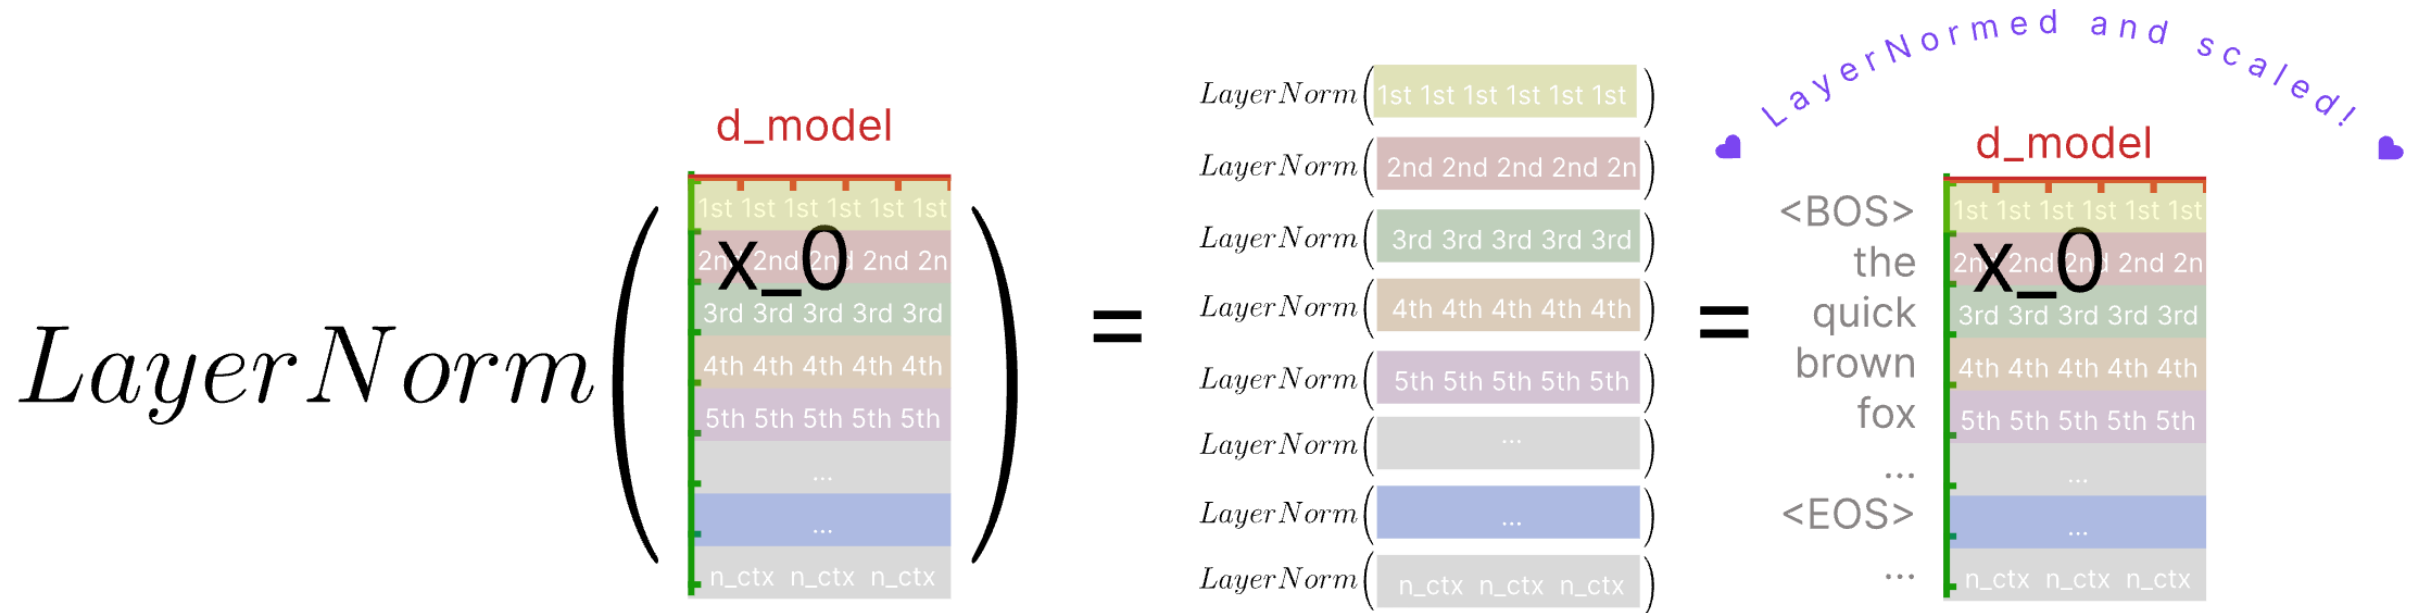 LayerNormed and scaled!
d_model
LayerNorm(
1st 1st 1st 1st 1st 1st
x_0
2nd 2nd 2nd 2nd 2n
3rd 3rd 3rd 3rd 3rd
4th 4th 4th 4th 4th
5th 5th 5th 5th 5th
...
...
n_ctx n_ctx n_ctx
)
=
LayerNorm(1st 1st 1st 1st 1st 1st)
LayerNorm(2nd 2nd 2nd 2nd 2n)
LayerNorm(3rd 3rd 3rd 3rd 3rd)
LayerNorm(4th 4th 4th 4th 4th)
LayerNorm(5th 5th 5th 5th 5th)
LayerNorm(...)
LayerNorm(...)
LayerNorm(n_ctx n_ctx n_ctx)
=
d_model
<BOS> 1st 1st 1st 1st 1st 1st
x_0
the 2nd 2nd 2nd 2nd 2n
quick 3rd 3rd 3rd 3rd 3rd
brown 4th 4th 4th 4th 4th
fox 5th 5th 5th 5th 5th
... ...
<EOS> ...
... n_ctx n_ctx n_ctx